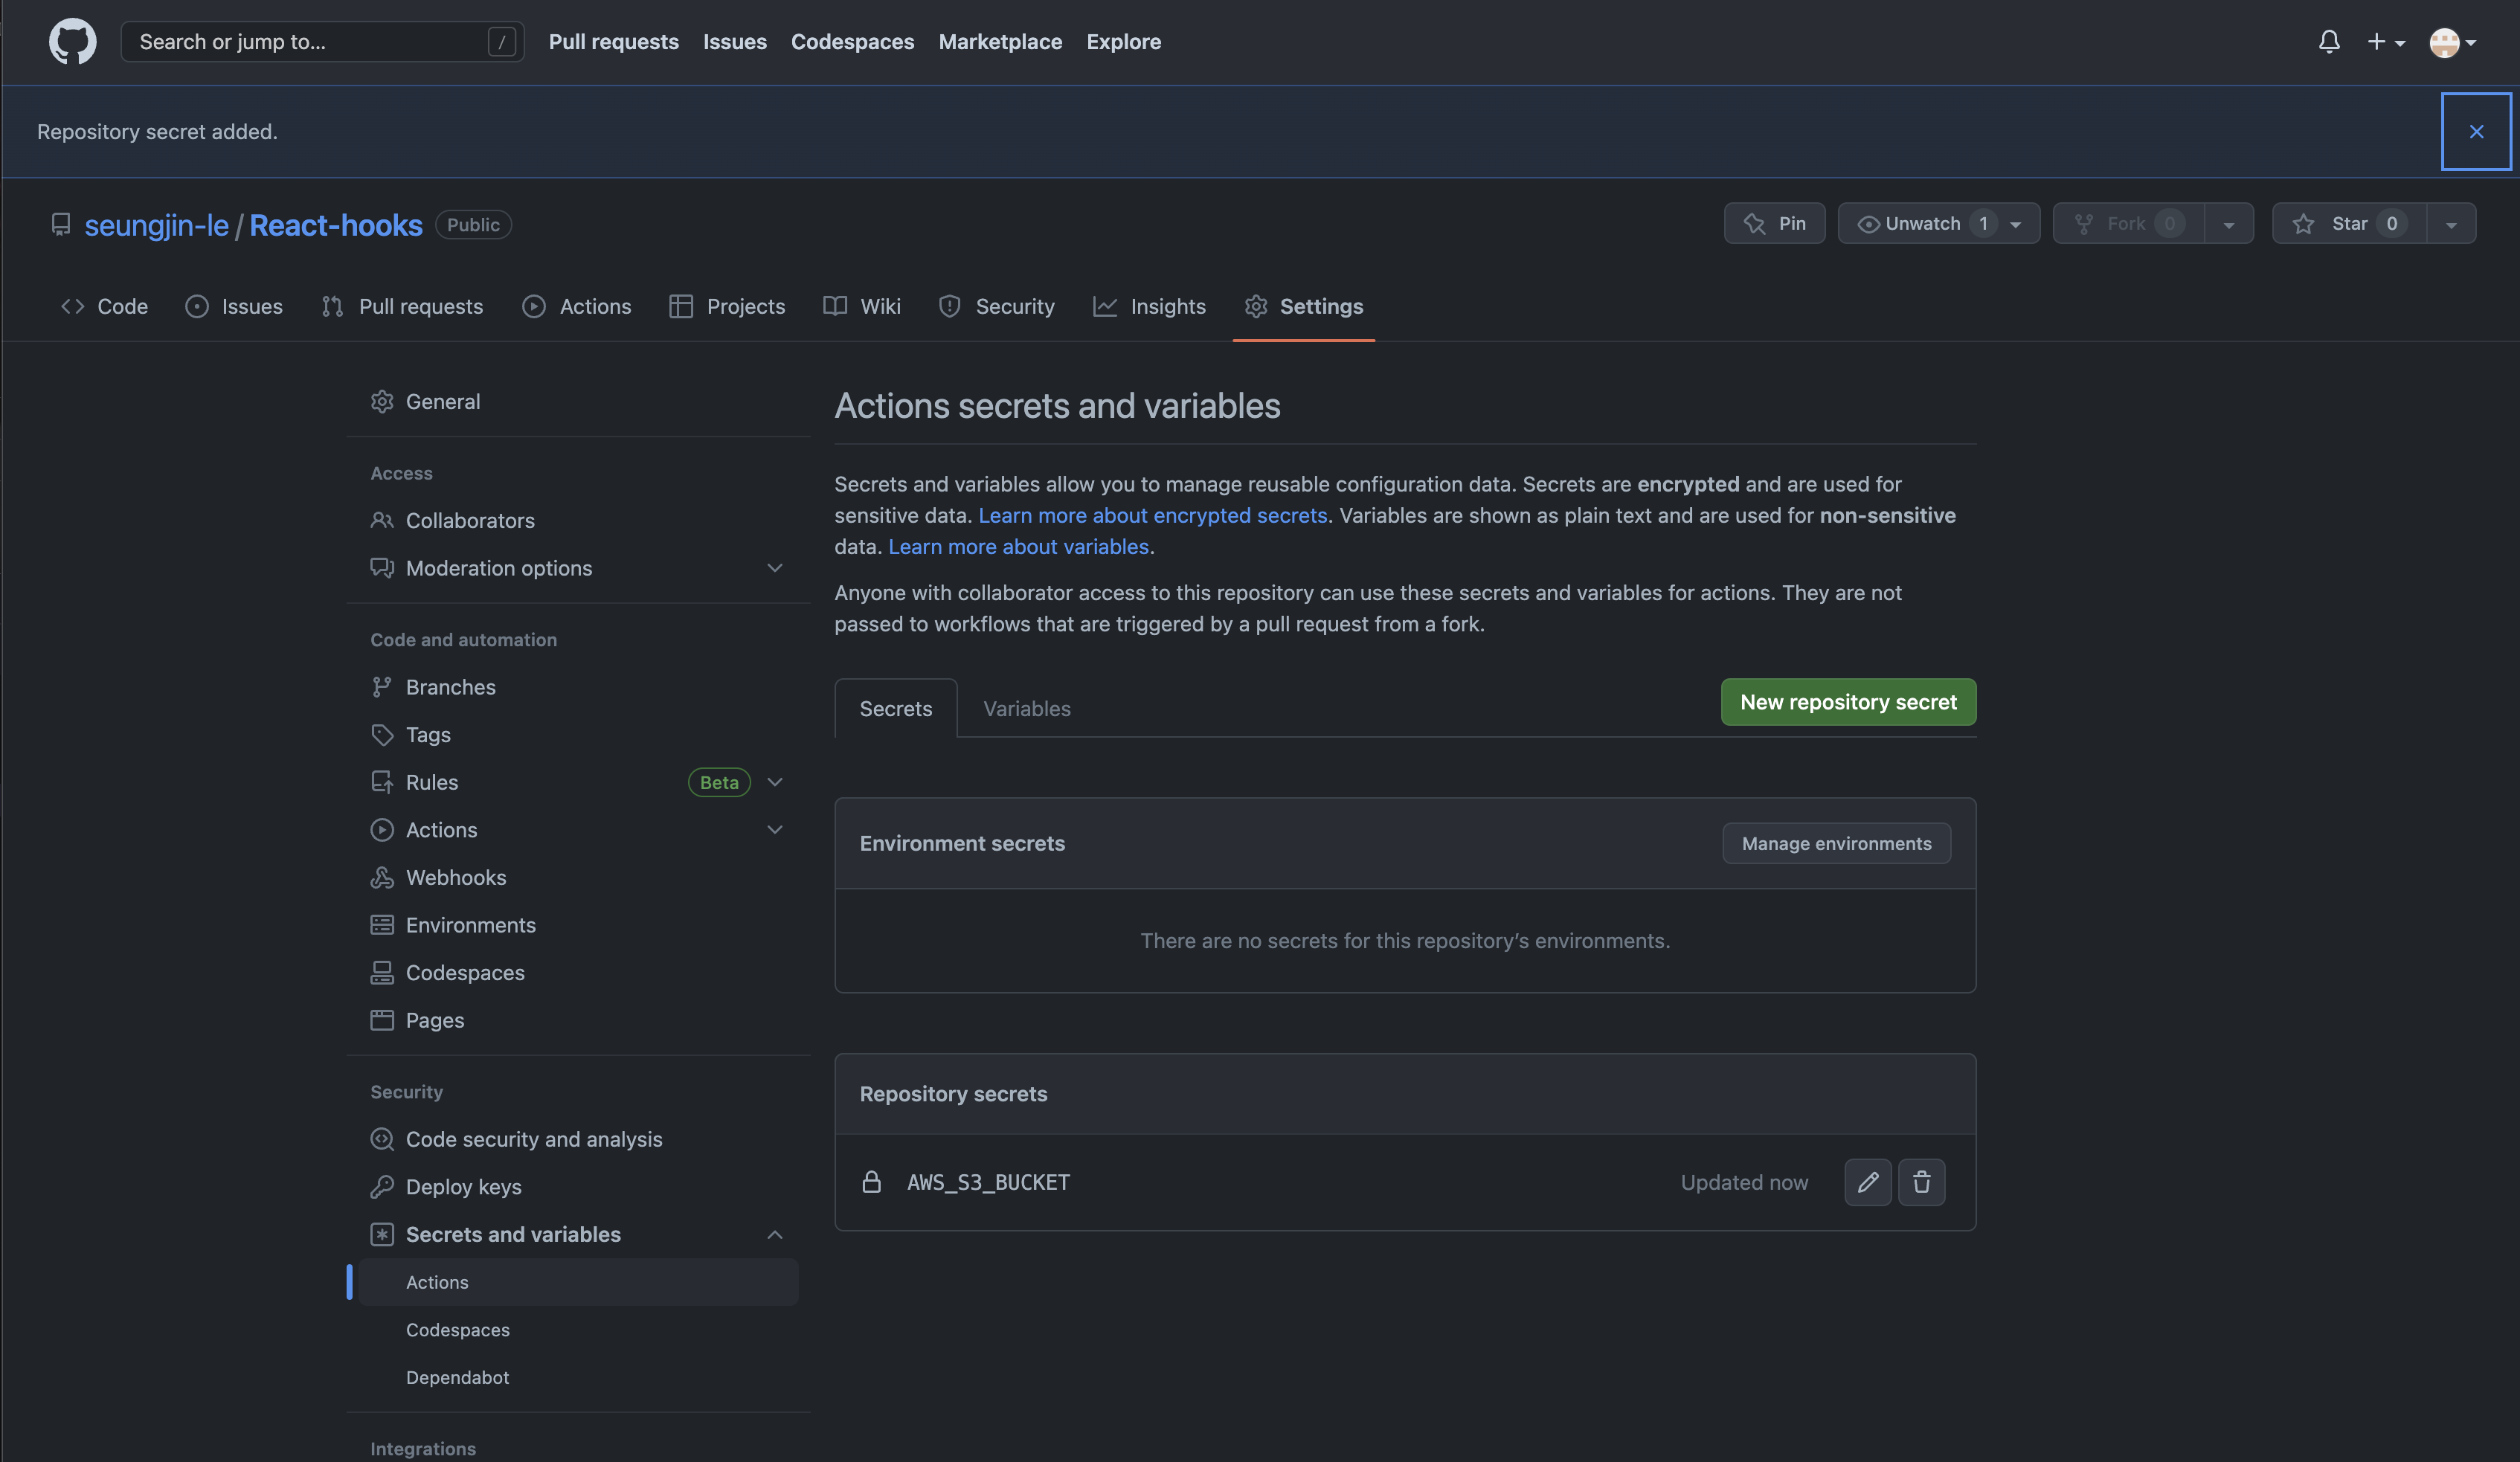 Search or jump to... /
Pull requests Issues Codespaces Marketplace Explore
Repository secret added.
seungjin-le / React-hooks Public
Pin Unwatch 1 Fork 0 Star 0
Code Issues Pull requests Actions Projects Wiki Security Insights Settings
General
Access
Collaborators
Moderation options
Code and automation
Branches
Tags
Rules Beta
Actions
Webhooks
Environments
Codespaces
Pages
Security
Code security and analysis
Deploy keys
Secrets and variables
Actions
Codespaces
Dependabot
Integrations
Actions secrets and variables
Secrets and variables allow you to manage reusable configuration data. Secrets are encrypted and are used for
sensitive data. Learn more about encrypted secrets. Variables are shown as plain text and are used for non-sensitive
data. Learn more about variables.
Anyone with collaborator access to this repository can use these secrets and variables for actions. They are not
passed to workflows that are triggered by a pull request from a fork.
Secrets Variables New repository secret
Environment secrets Manage environments
There are no secrets for this repository’s environments.
Repository secrets
AWS_S3_BUCKET Updated now